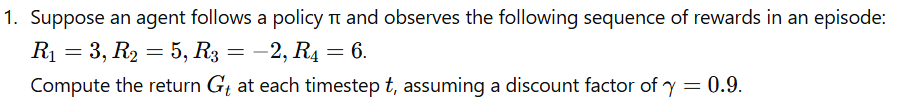 1. Suppose an agent follows a policy π and observes the following sequence of rewards in an episode:
R₁ = 3, R₂ = 5, R₃ = −2, R₄ = 6.
Compute the return Gₜ at each timestep t, assuming a discount factor of γ = 0.9.